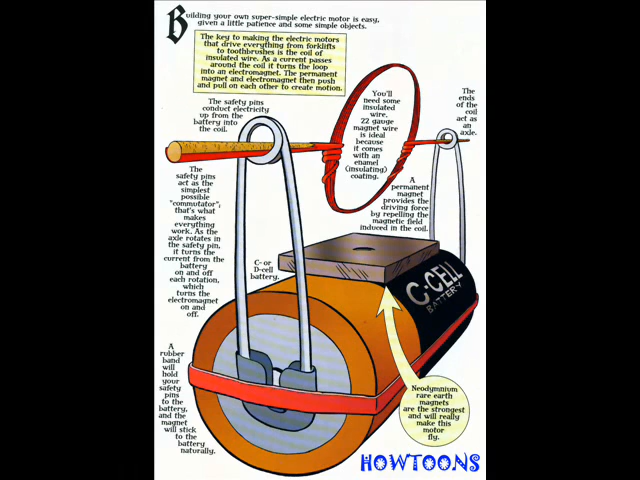 Building your own super-simple electric motor is easy,
given a little patience and some simple objects.
The key to making the electric motors
that drive everything from forklifts
to toothbrushes is the coil of
insulated wire. As a current passes
around the coil it turns the loop
into an electromagnet. The permanent
magnet and electromagnet then push
and pull on each other to create motion.
The safety pins
conduct electricity
up from the
battery into
the coil.
You'll
need some
insulated
wire.
22 gauge
magnet wire
is ideal
because
it comes
with an
enamel
(insulating)
coating.
The
ends
of the
coil
act as
an
axle.
The
safety pins
act as the
simplest
possible
"commutator";
that's what
makes
everything
work. As the
axle rotates in
the safety pin,
it turns the
current from the
battery
on and off
each rotation,
which
turns the
electromagnet
on and
off.
A
permanent
magnet
provides the
driving force
by repelling the
magnetic field
induced in the coil.
C- or
D-cell
battery.
C-CELL
BATTERY
A
rubber
band
will
hold
your
safety
pins
to the
battery,
and the
magnet
will stick
to the
battery
naturally.
Neodymnium
rare earth
magnets
are the strongest
and will really
make this
motor
fly.
HOWTOONS